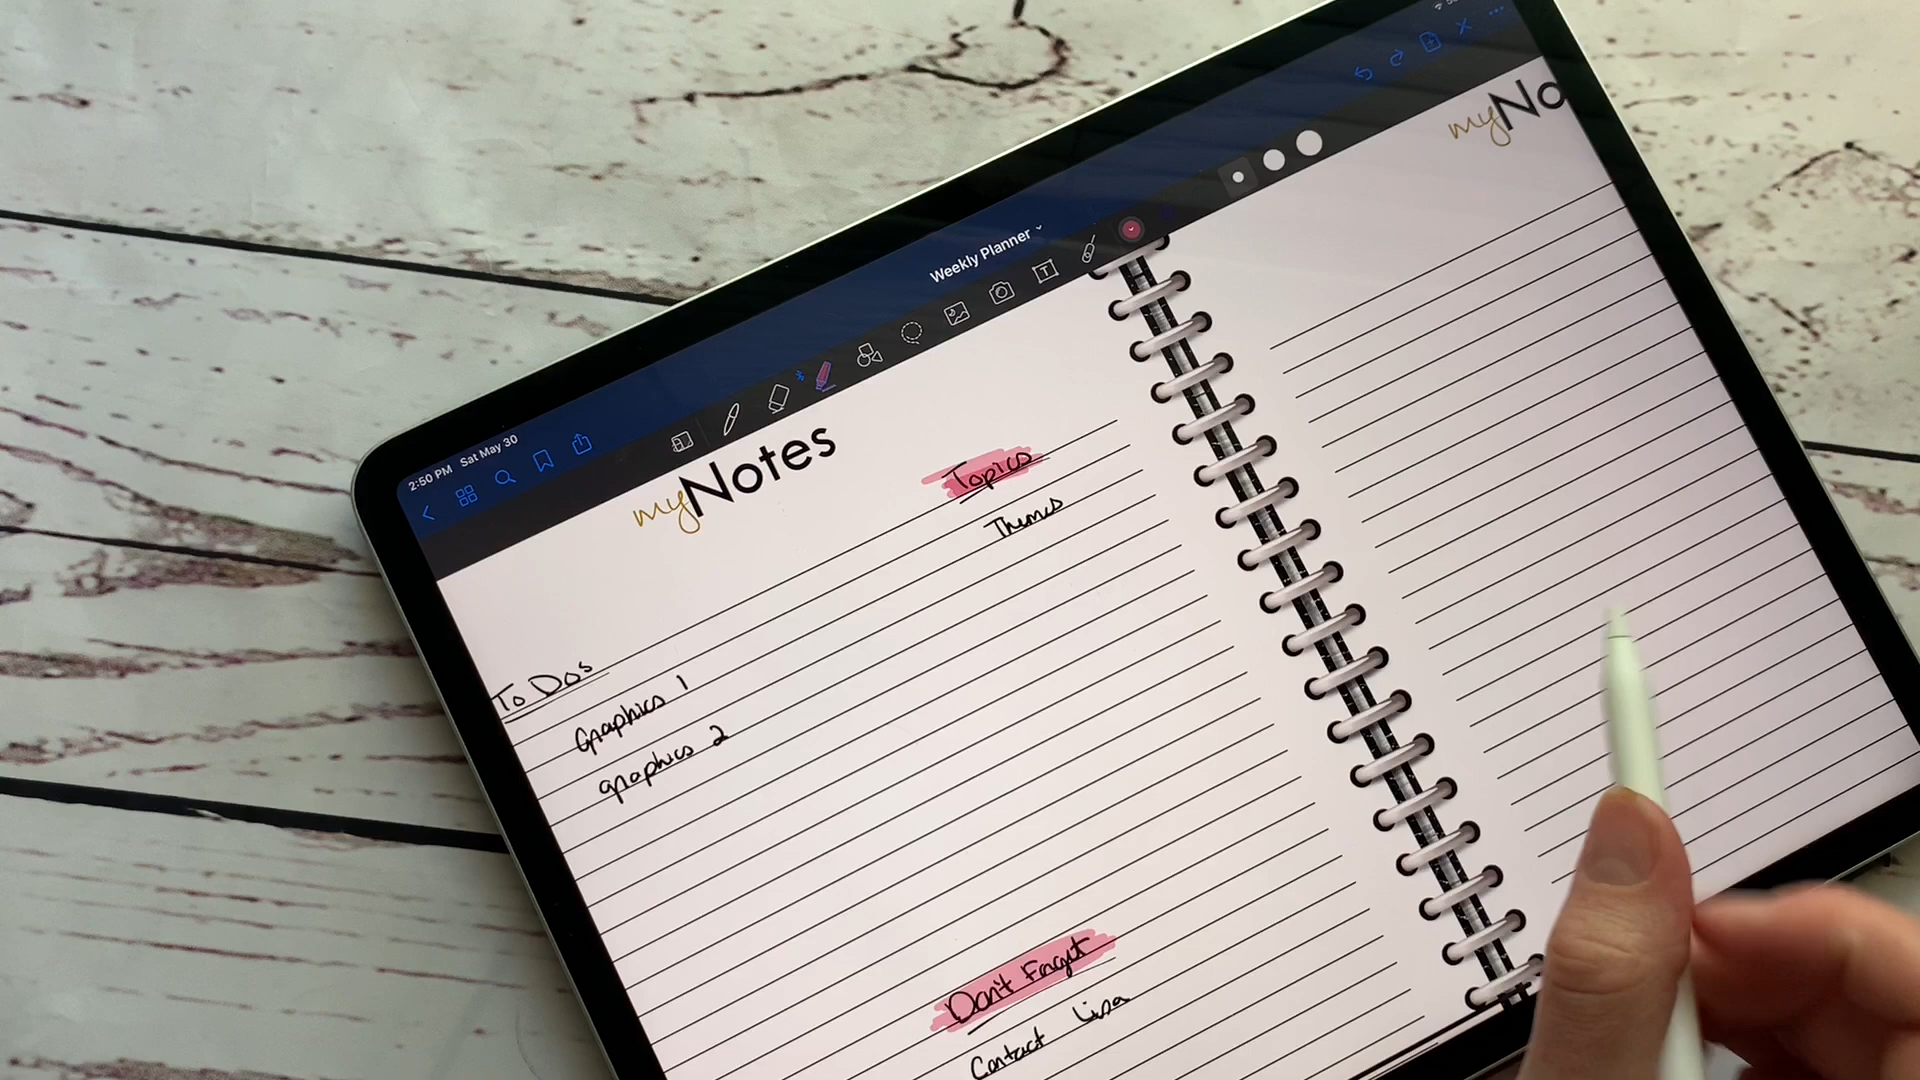 2:50 PM Sat May 30
Weekly Planner
myNotes
myNo
Topics
Themes
To Dos
Graphics 1
graphics 2
Don't Forget
Contact Lisa